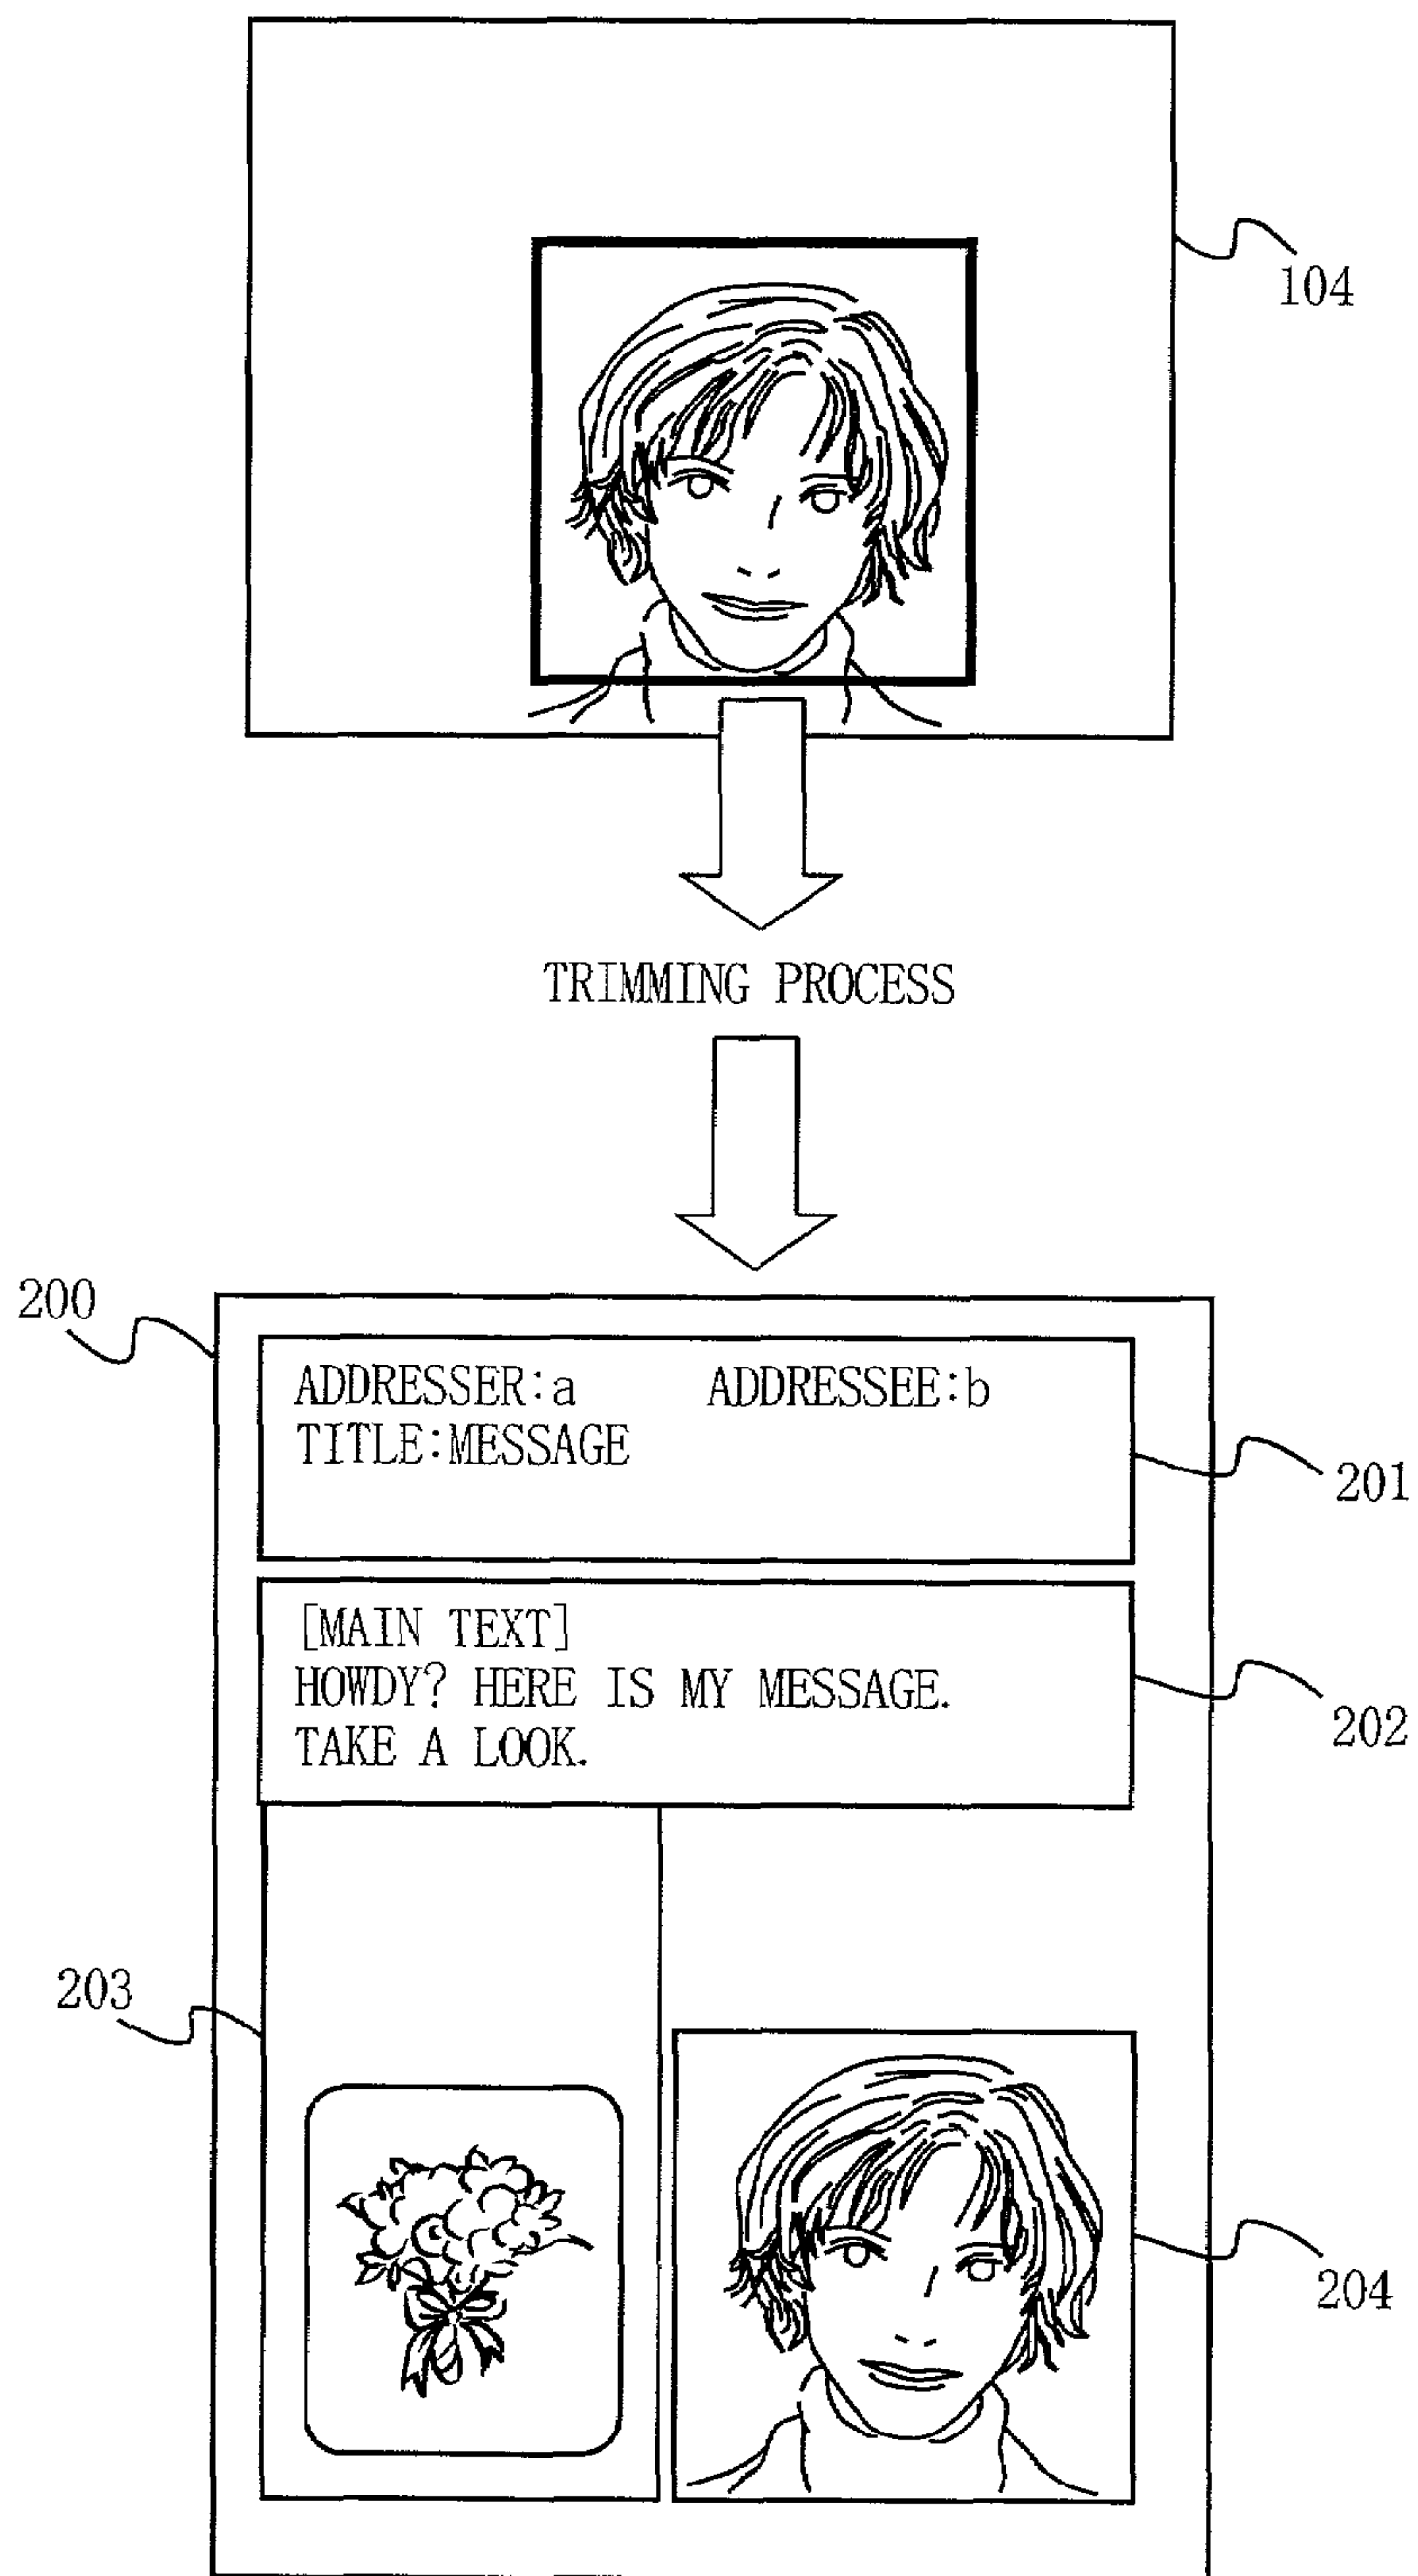 104
TRIMMING PROCESS
200
ADDRESSER:a ADDRESSEE:b
TITLE:MESSAGE
201
[MAIN TEXT]
HOWDY? HERE IS MY MESSAGE.
TAKE A LOOK.
202
203
204